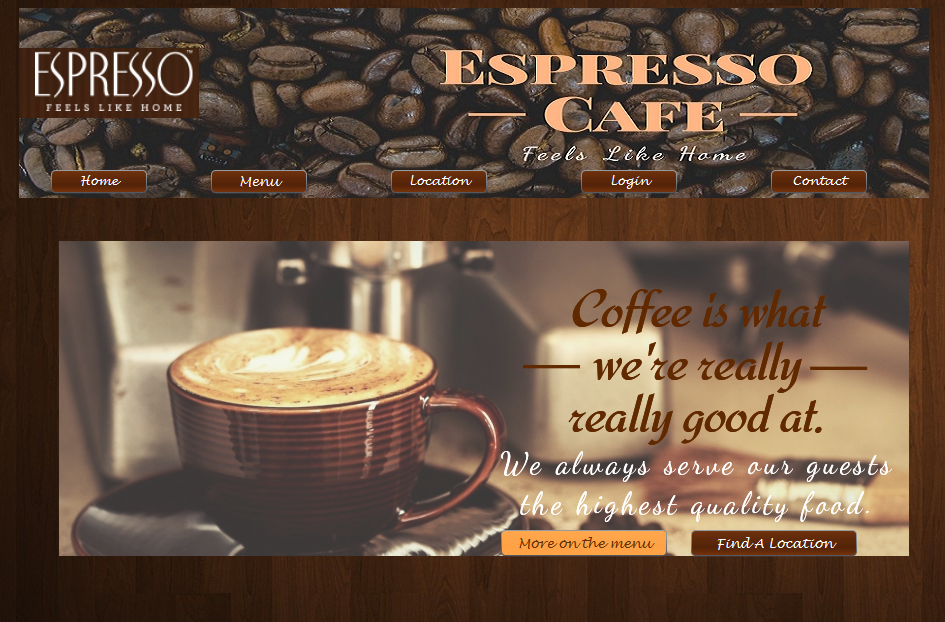 ESPRESSO™
FEELS LIKE HOME
ESPRESSO
CAFE
Feels Like Home
Home
Menu
Location
Login
Contact
Coffee is what
we're really
really good at.
We always serve our guests
the highest quality food.
More on the menu
Find A Location